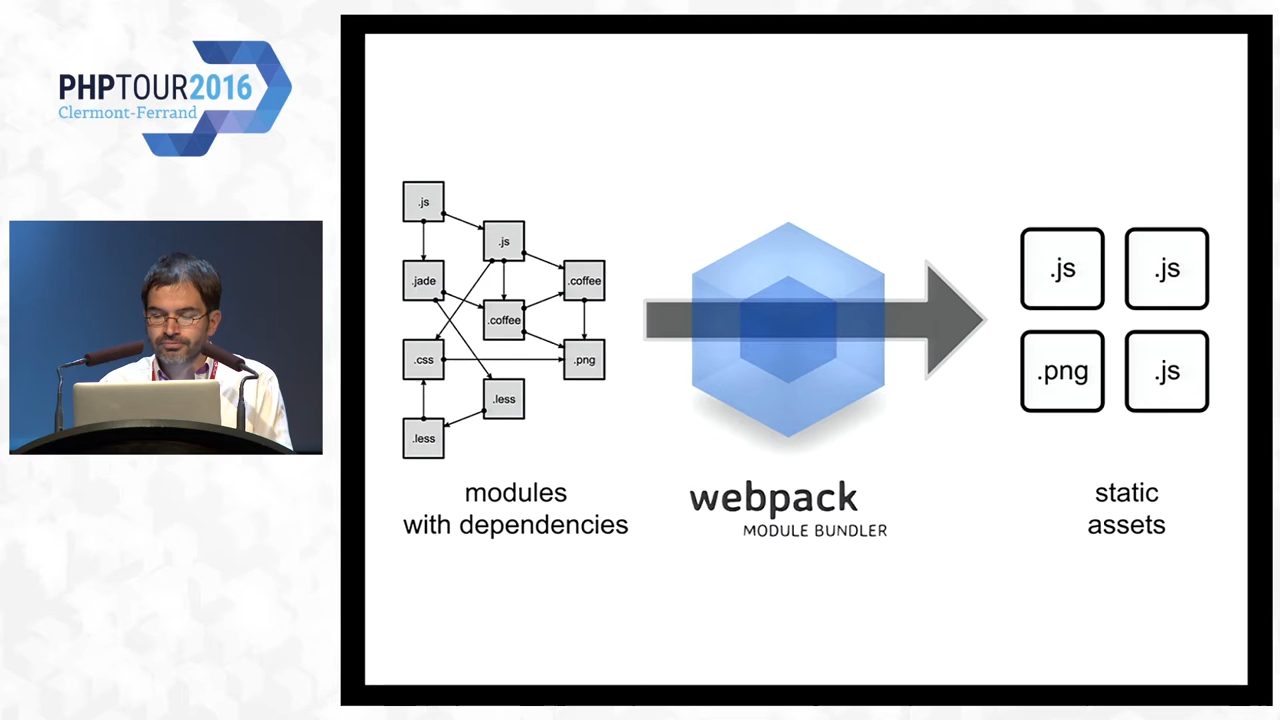 PHPTOUR2016
Clermont-Ferrand
.js
.js
.jade
.coffee
.coffee
.css
.png
.less
.less
modules
with dependencies
webpack
MODULE BUNDLER
.js
.js
.png
.js
static
assets